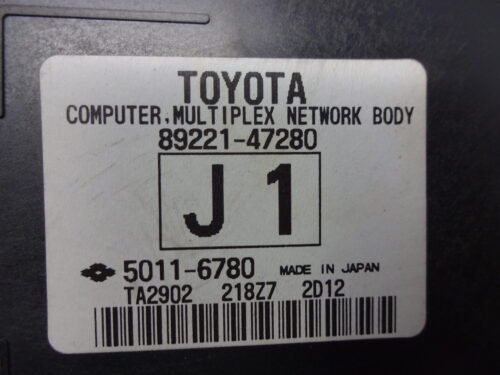 TOYOTA
COMPUTER,MULTIPLEX NETWORK BODY
89221-47280
J 1
5011-6780 MADE IN JAPAN
TA2902 218Z7 2D12